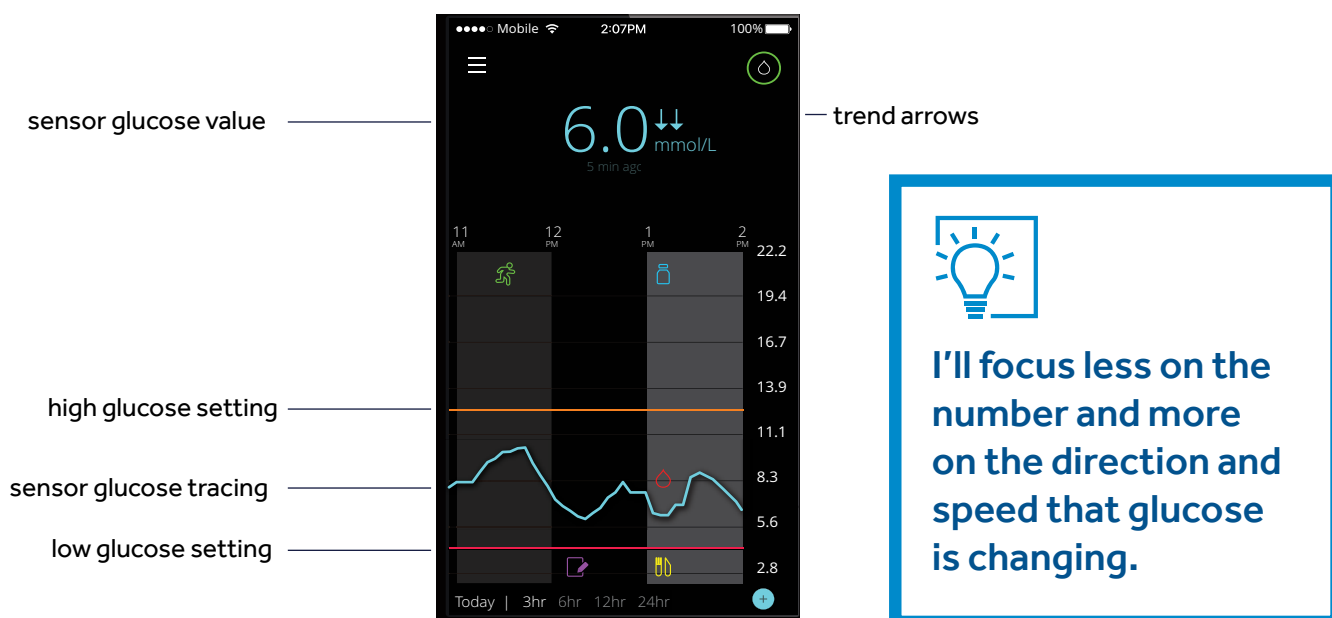 Mobile 2:07PM 100%
sensor glucose value
6.0
mmol/L
5 min agc
trend arrows
11 12 1 2
AM PM PM PM
22.2
19.4
16.7
13.9
high glucose setting
11.1
sensor glucose tracing
8.3
5.6
low glucose setting
2.8
Today | 3hr 6hr 12hr 24hr
I'll focus less on the
number and more
on the direction and
speed that glucose
is changing.